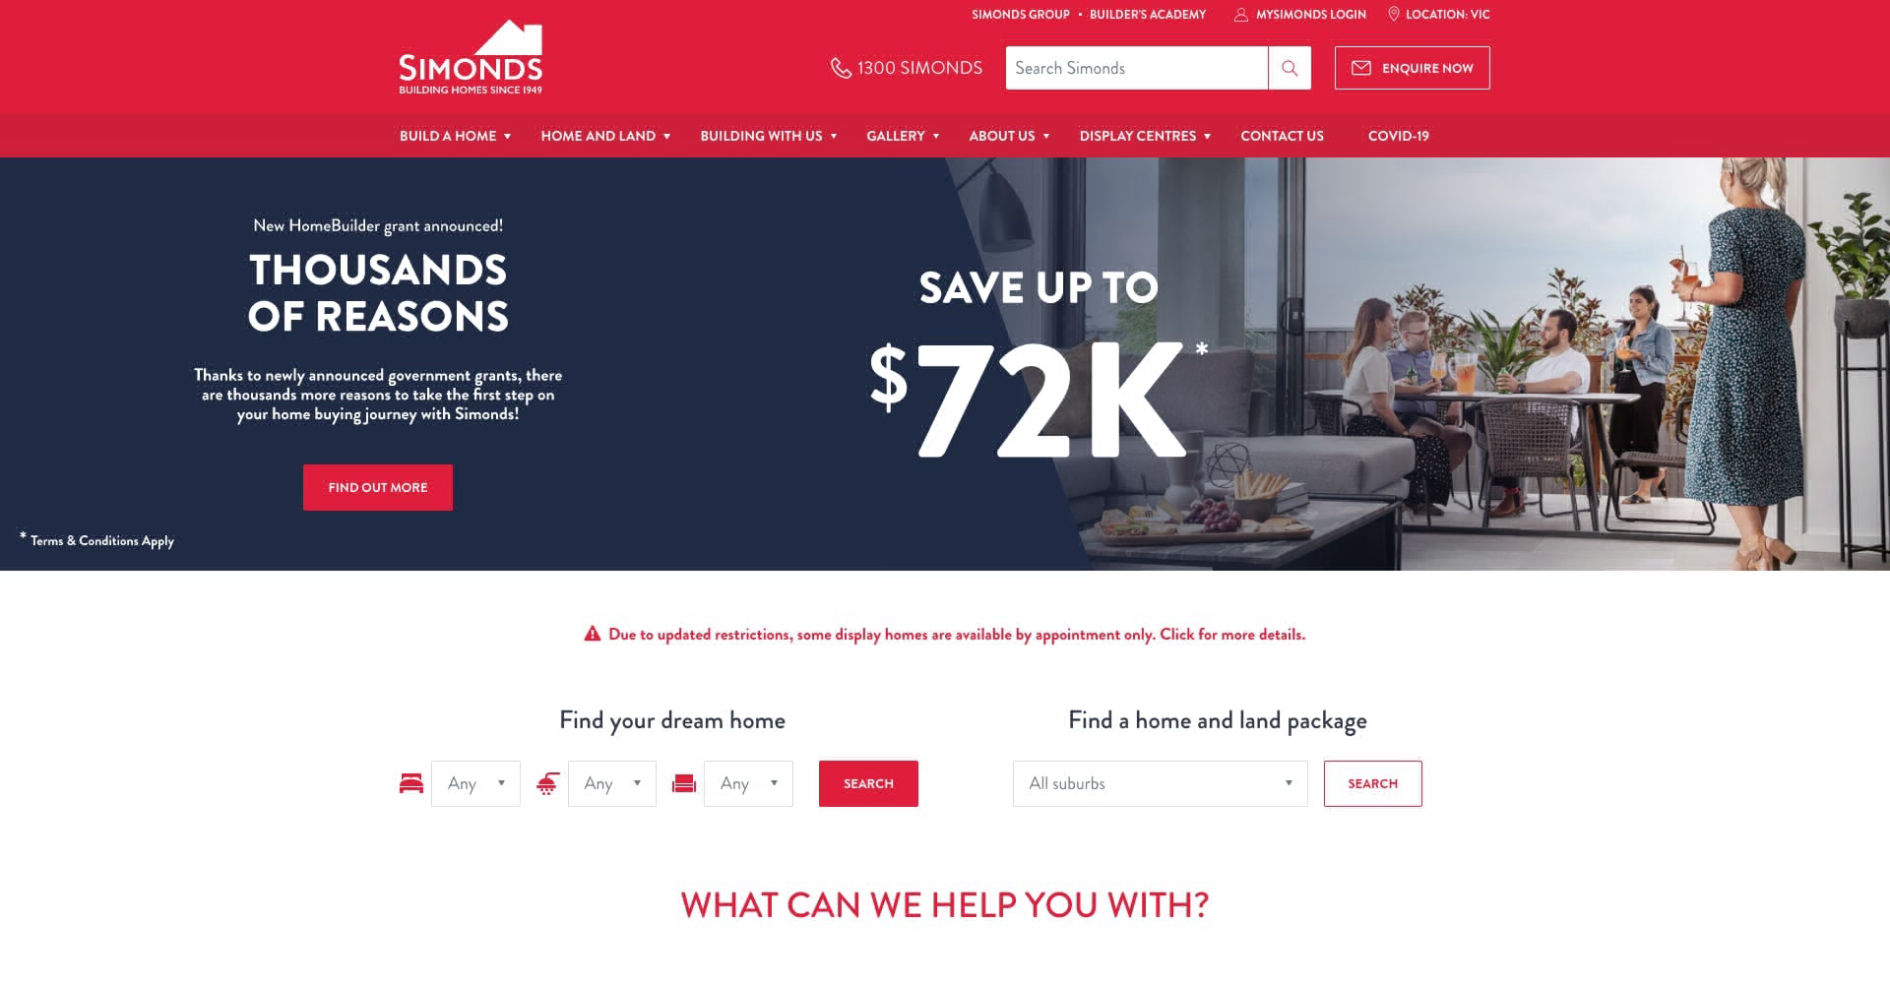 SIMONDS GROUP • BUILDER'S ACADEMY MYSIMONDS LOGIN LOCATION: VIC
SIMONDS
BUILDING HOMES SINCE 1949
1300 SIMONDS
Search Simonds
ENQUIRE NOW
BUILD A HOME HOME AND LAND BUILDING WITH US GALLERY ABOUT US DISPLAY CENTRES CONTACT US COVID-19
New HomeBuilder grant announced!
THOUSANDS
OF REASONS
Thanks to newly announced government grants, there
are thousands more reasons to take the first step on
your home buying journey with Simonds!
FIND OUT MORE
* Terms & Conditions Apply
SAVE UP TO
$72K*
Due to updated restrictions, some display homes are available by appointment only. Click for more details.
Find your dream home
Any Any Any SEARCH
Find a home and land package
All suburbs SEARCH
WHAT CAN WE HELP YOU WITH?